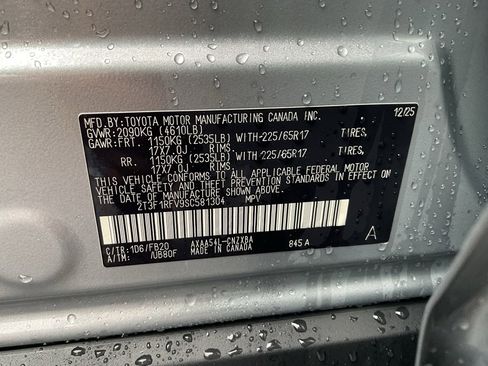 MFD.BY:TOYOTA MOTOR MANUFACTURING CANADA INC. 12/25
GVWR:2090KG (4610LB)
GAWR:FRT. 1150KG (2535LB) WITH-225/65R17 TIRES,
17X7.0J RIMS.
RR. 1150KG (2535LB) WITH-225/65R17 TIRES,
17X7.0J RIMS.
THIS VEHICLE CONFORMS TO ALL APPLICABLE FEDERAL MOTOR
VEHICLE SAFETY STANDARDS IN EFFECT ON THE
DATE OF MANUFACTURE SHOWN ABOVE.
2T3F1RFV9SC581304 MPV
C/TR:1D6/FB20 AXAA54L-CNZXBA 845A A
A/TM: /UB80F MADE IN CANADA